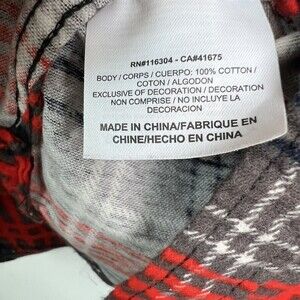 RN#116304 - CA#41675
BODY / CORPS / CUERPO: 100% COTTON /
COTON / ALGODON
EXCLUSIVE OF DECORATION / DECORATION
NON COMPRISE / NO INCLUYE LA
DECORACION
MADE IN CHINA/FABRIQUE EN
CHINE/HECHO EN CHINA